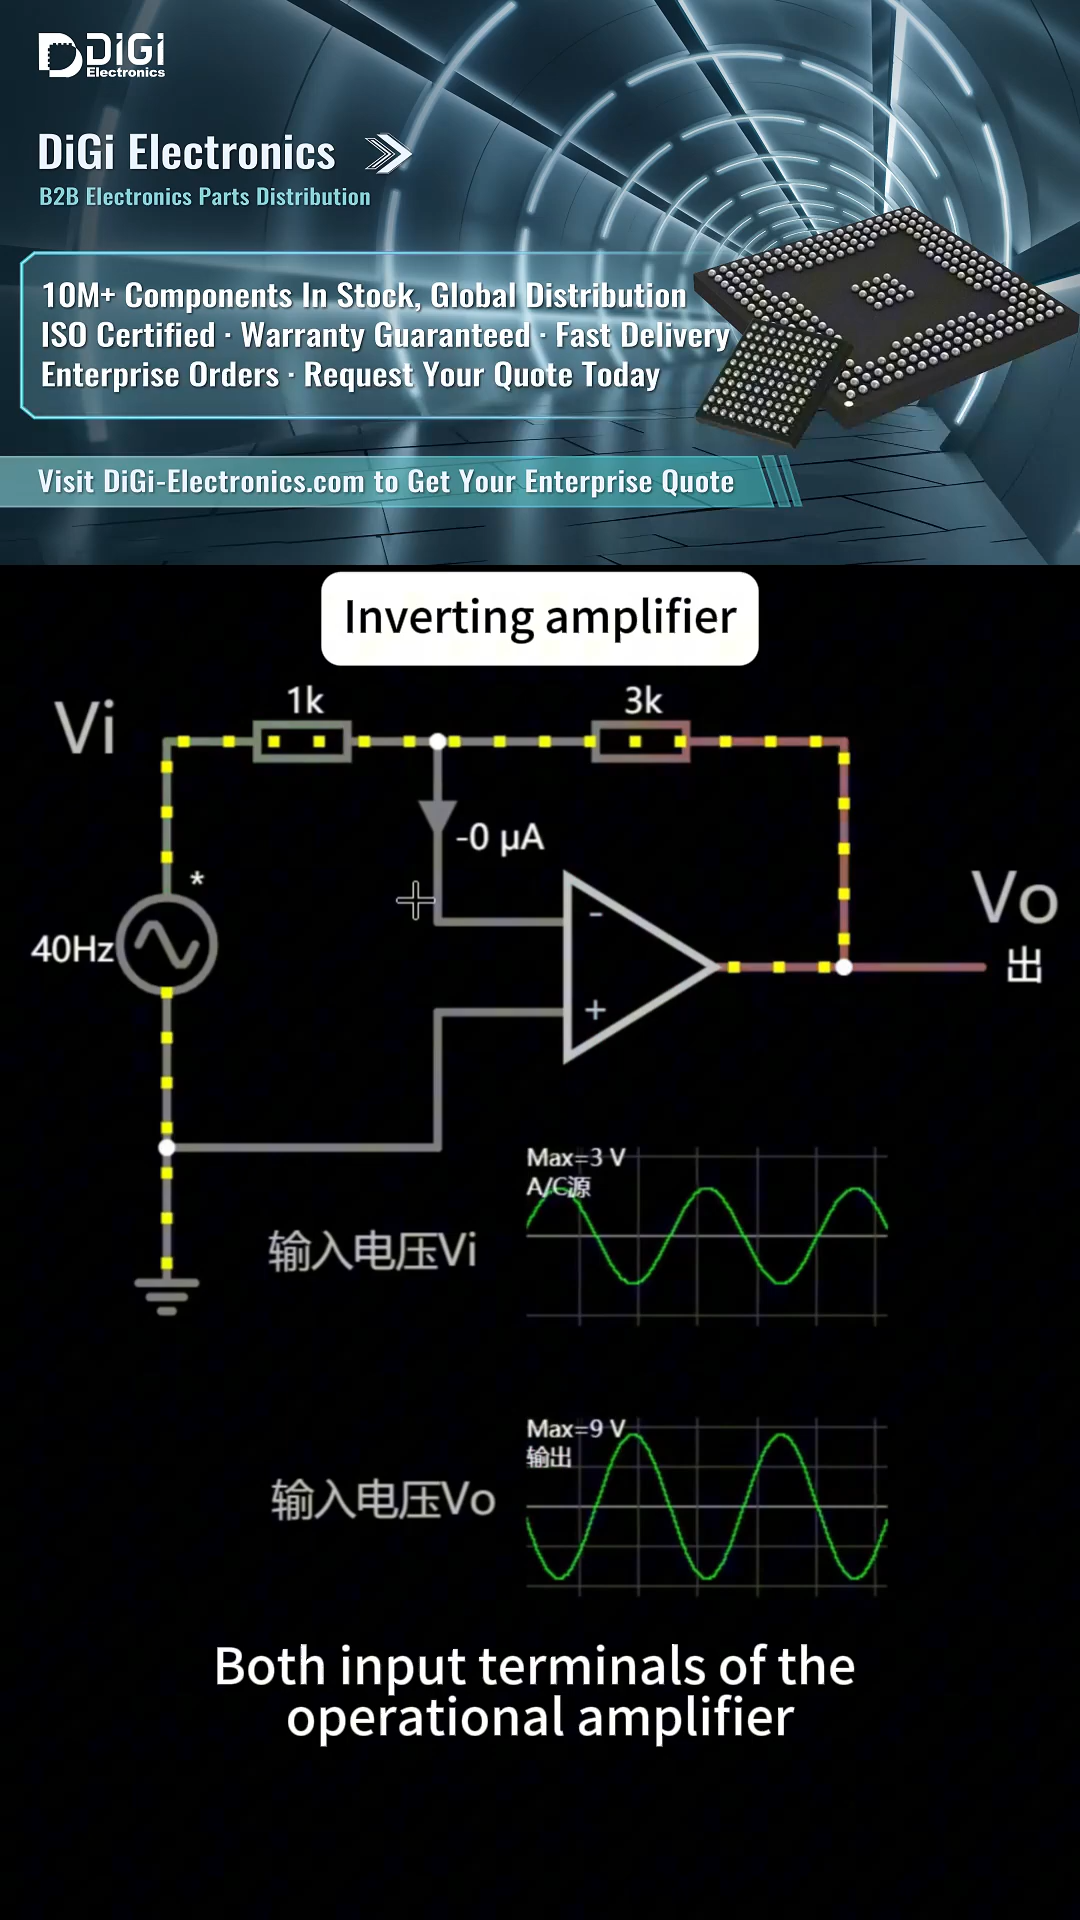 DiGi
Electronics
DiGi Electronics
B2B Electronics Parts Distribution
10M+ Components In Stock, Global Distribution
ISO Certified · Warranty Guaranteed · Fast Delivery
Enterprise Orders · Request Your Quote Today
Visit DiGi-Electronics.com to Get Your Enterprise Quote
Inverting amplifier
Vi
1k
3k
-0 μA
*
40Hz
-
+
Vo
出
Max=3 V
A/C源
输入电压Vi
Max=9 V
输出
输入电压Vo
Both input terminals of the
operational amplifier